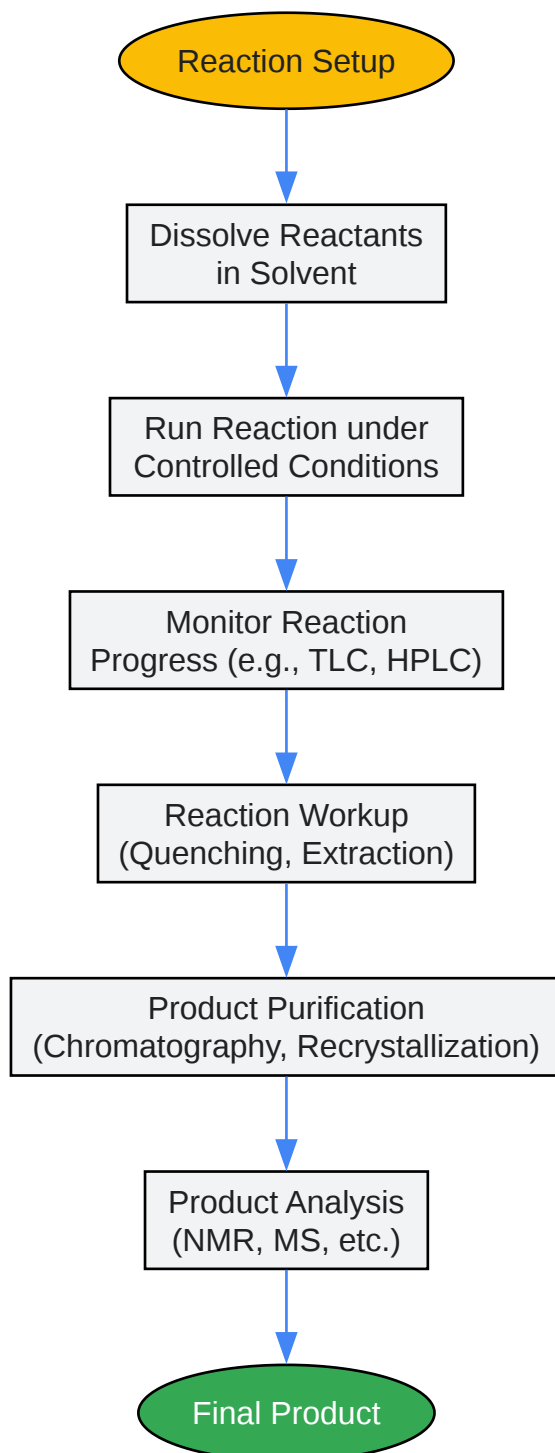 Reaction Setup
Dissolve Reactants
in Solvent
Run Reaction under
Controlled Conditions
Monitor Reaction
Progress (e.g., TLC, HPLC)
Reaction Workup
(Quenching, Extraction)
Product Purification
(Chromatography, Recrystallization)
Product Analysis
(NMR, MS, etc.)
Final Product